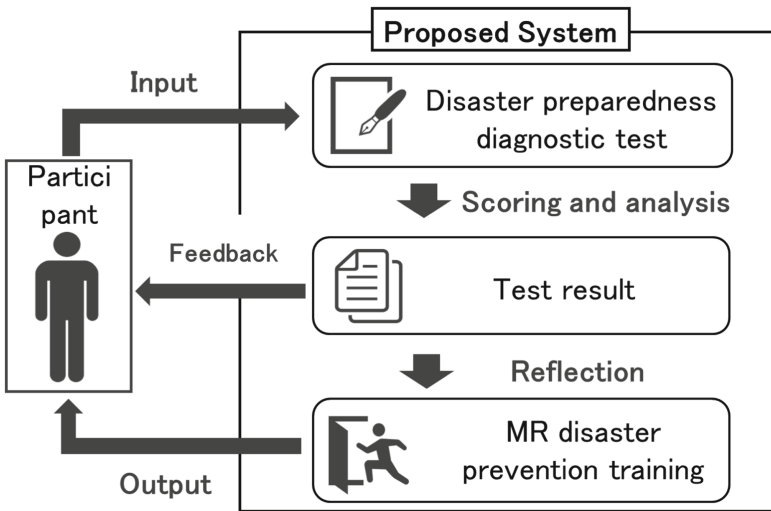 Proposed System
Input
Disaster preparedness
diagnostic test
Partici
pant
Scoring and analysis
Feedback
Test result
Reflection
MR disaster
prevention training
Output